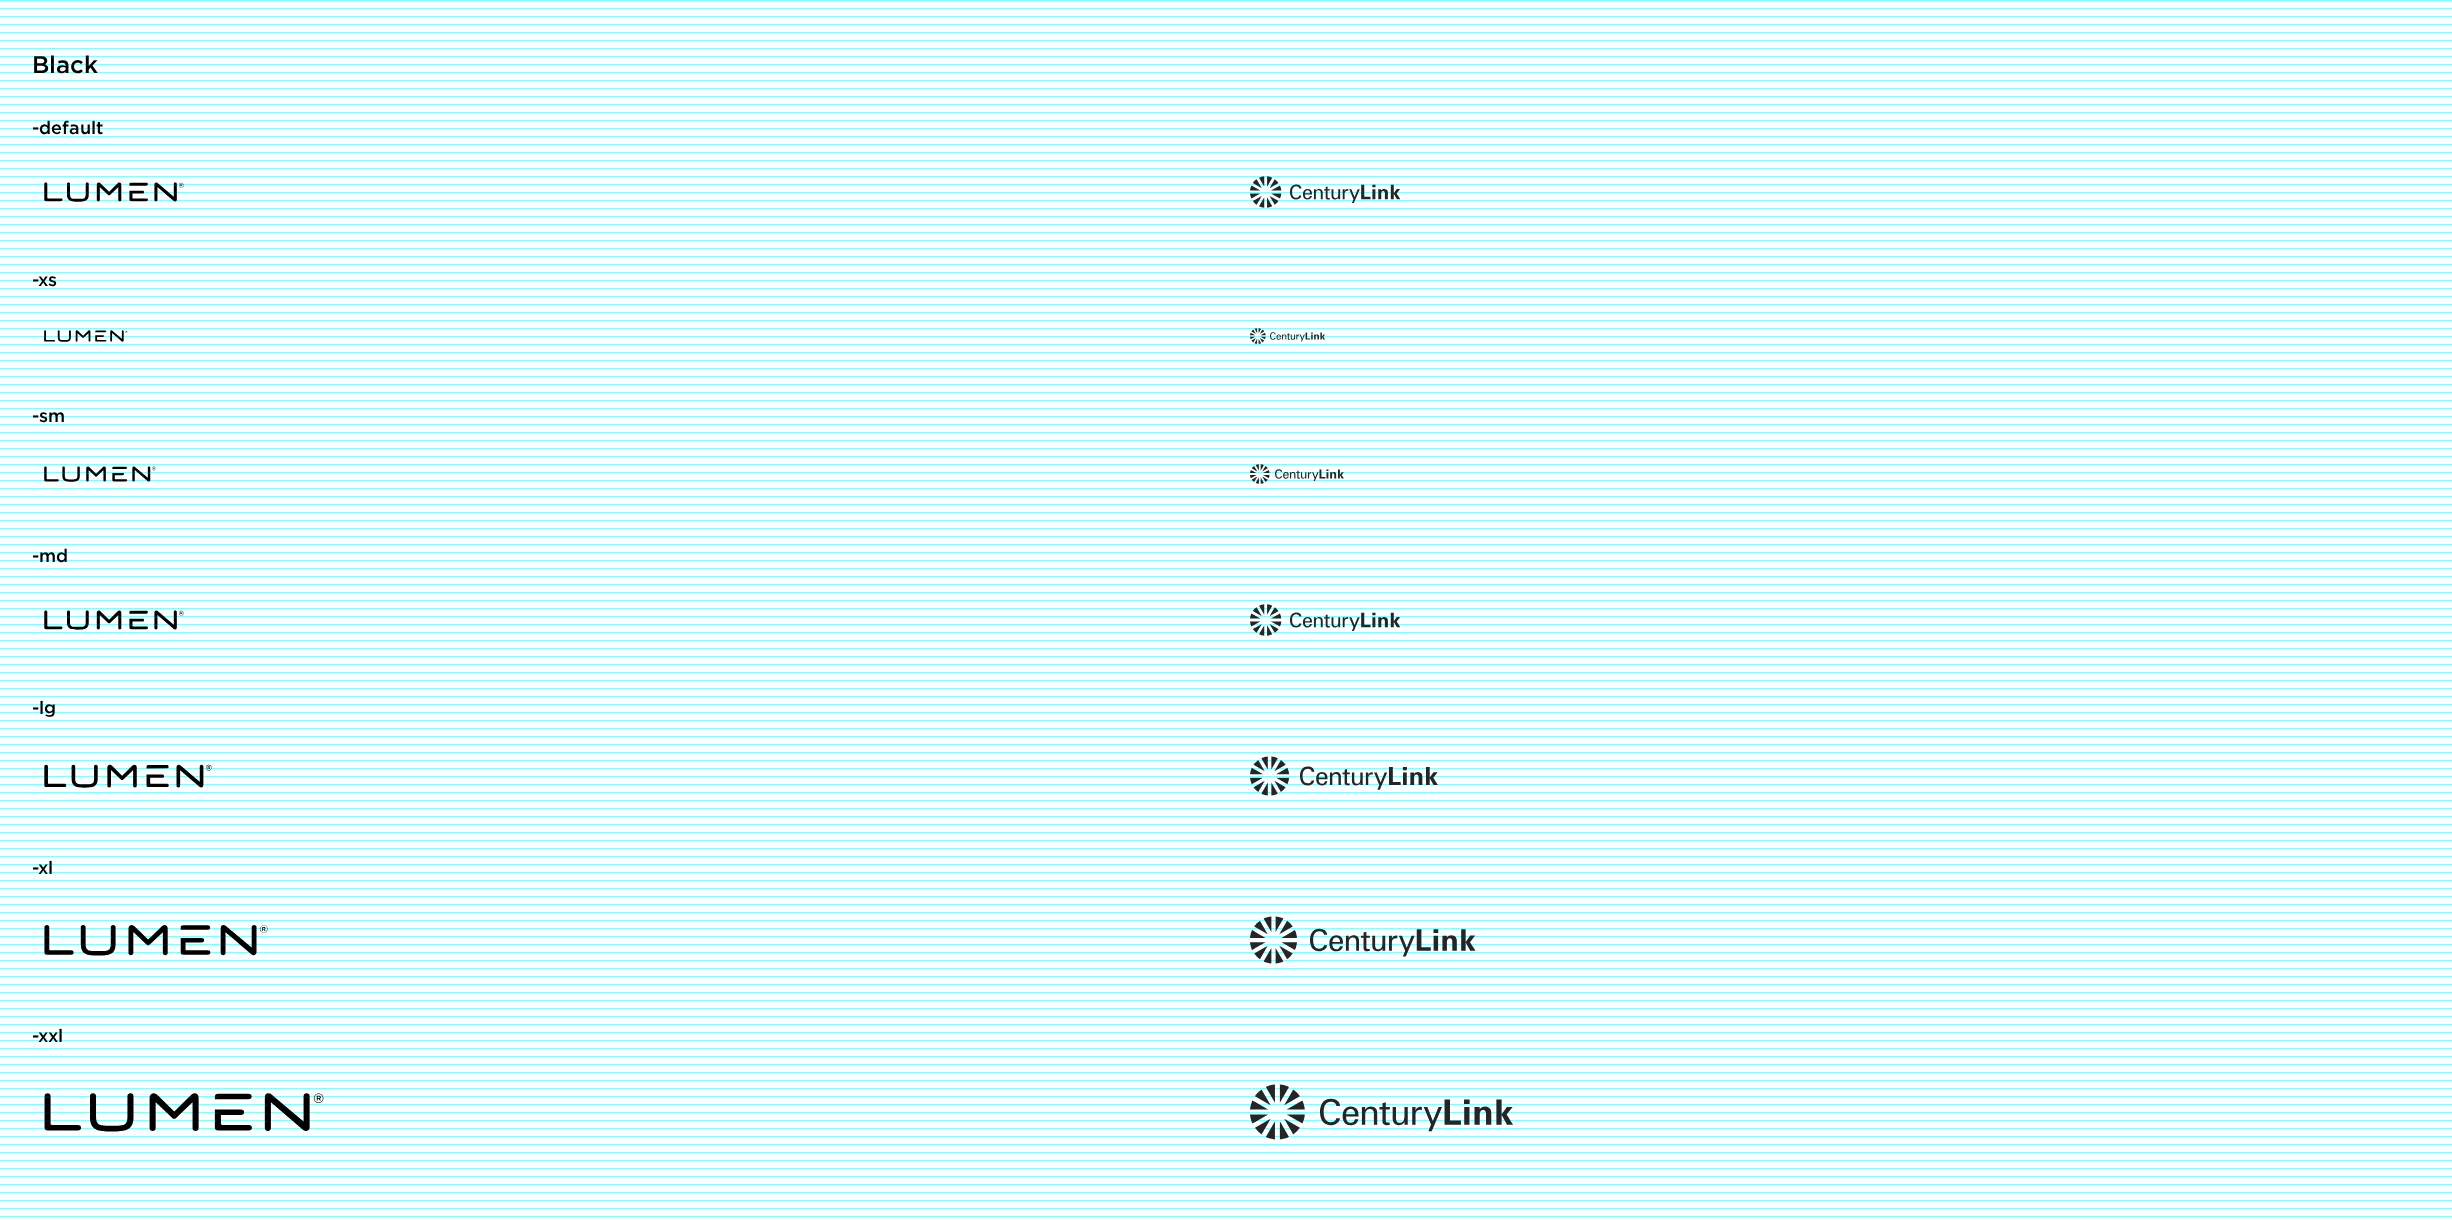 Black
-default
LUMEN® CenturyLink
-xs
LUMEN CenturyLink
-sm
LUMEN® CenturyLink
-md
LUMEN® CenturyLink
-lg
LUMEN® CenturyLink
-xl
LUMEN® CenturyLink
-xxl
LUMEN® CenturyLink